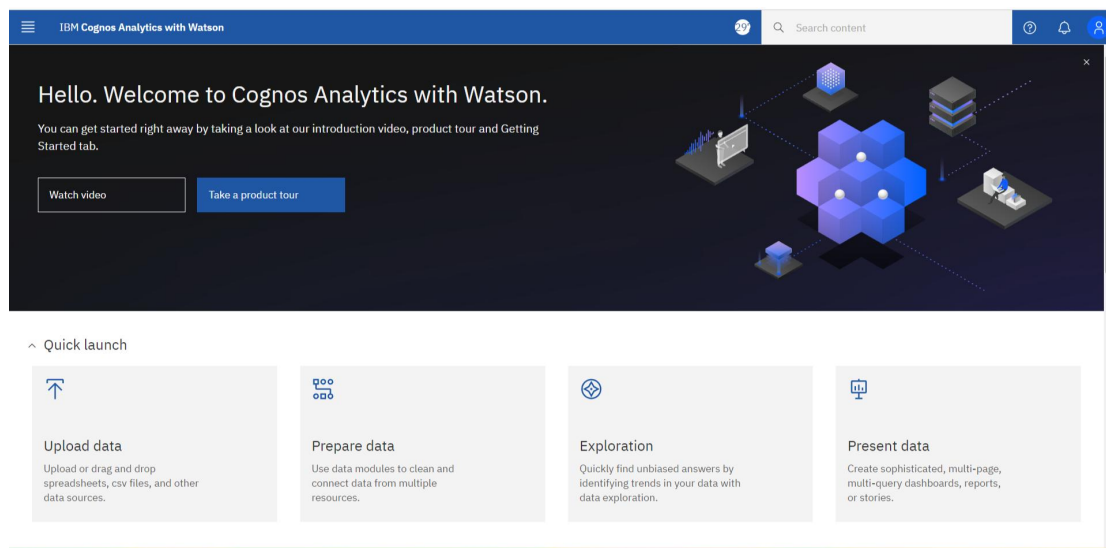 IBM Cognos Analytics with Watson
29
Search content
Hello. Welcome to Cognos Analytics with Watson.
You can get started right away by taking a look at our introduction video, product tour and Getting
Started tab.
Watch video
Take a product tour
Quick launch
Upload data
Upload or drag and drop
spreadsheets, csv files, and other
data sources.
Prepare data
Use data modules to clean and
connect data from multiple
resources.
Exploration
Quickly find unbiased answers by
identifying trends in your data with
data exploration.
Present data
Create sophisticated, multi-page,
multi-query dashboards, reports,
or stories.